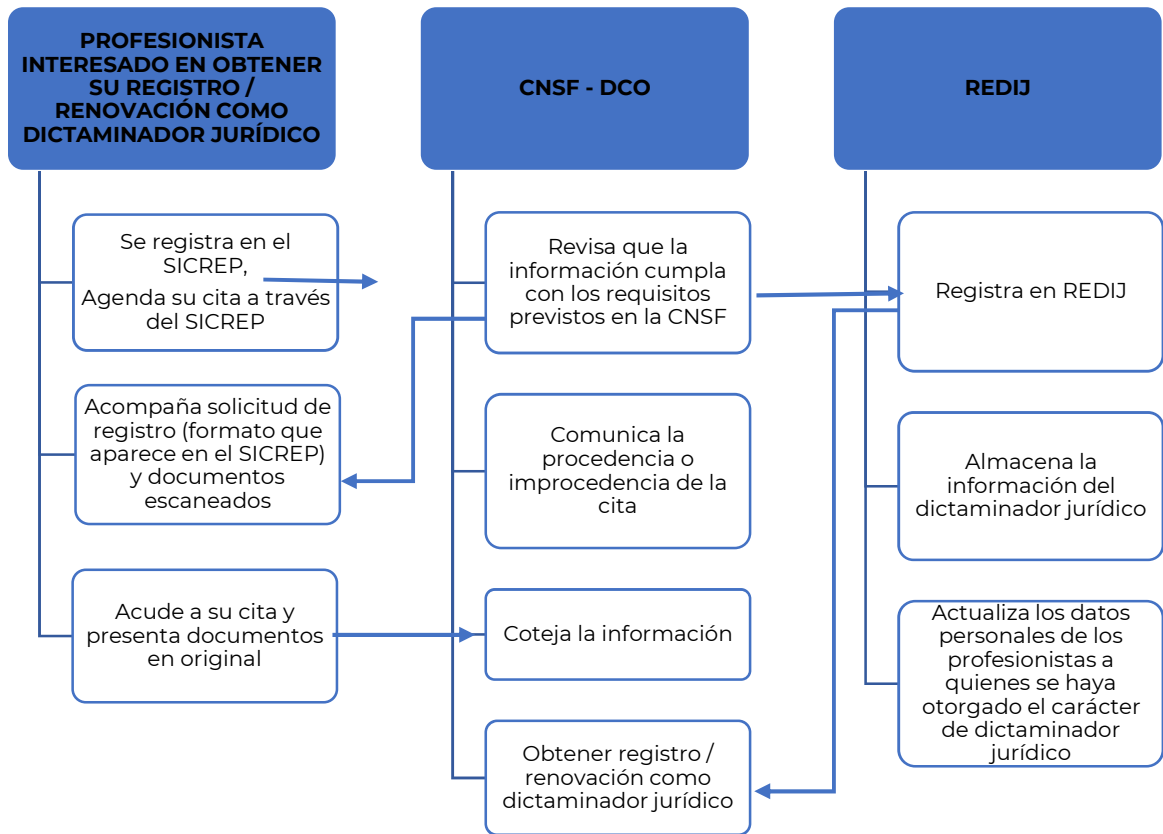 PROFESIONISTA
INTERESADO EN OBTENER
SU REGISTRO /
RENOVACIÓN COMO
DICTAMINADOR JURÍDICO
Se registra en el
SICREP,
Agenda su cita a través
del SICREP
Acompaña solicitud de
registro (formato que
aparece en el SICREP)
y documentos
escaneados
Acude a su cita y
presenta documentos
en original
CNSF - DCO
Revisa que la
información cumpla
con los requisitos
previstos en la CNSF
Comunica la
procedencia o
improcedencia de la
cita
Coteja la información
Obtener registro /
renovación como
dictaminador jurídico
REDIJ
Registra en REDIJ
Almacena la
información del
dictaminador jurídico
Actualiza los datos
personales de los
profesionistas a
quienes se haya
otorgado el carácter
de dictaminador
jurídico